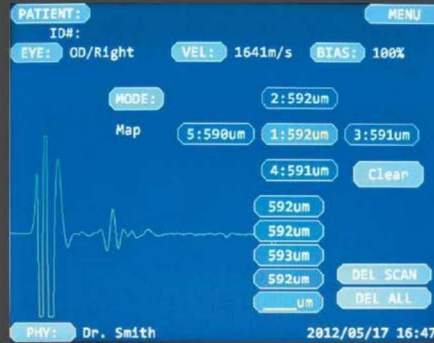 PATIENT: MENU
ID#:
EYE: OD/Right VEL: 1641m/s BIAS: 100%
MODE: 2:592um
Map 5:590um 1:592um 3:591um
4:591um Clear
592um
592um
593um
592um DEL SCAN
um DEL ALL
PHY: Dr. Smith 2012/05/17 16:47